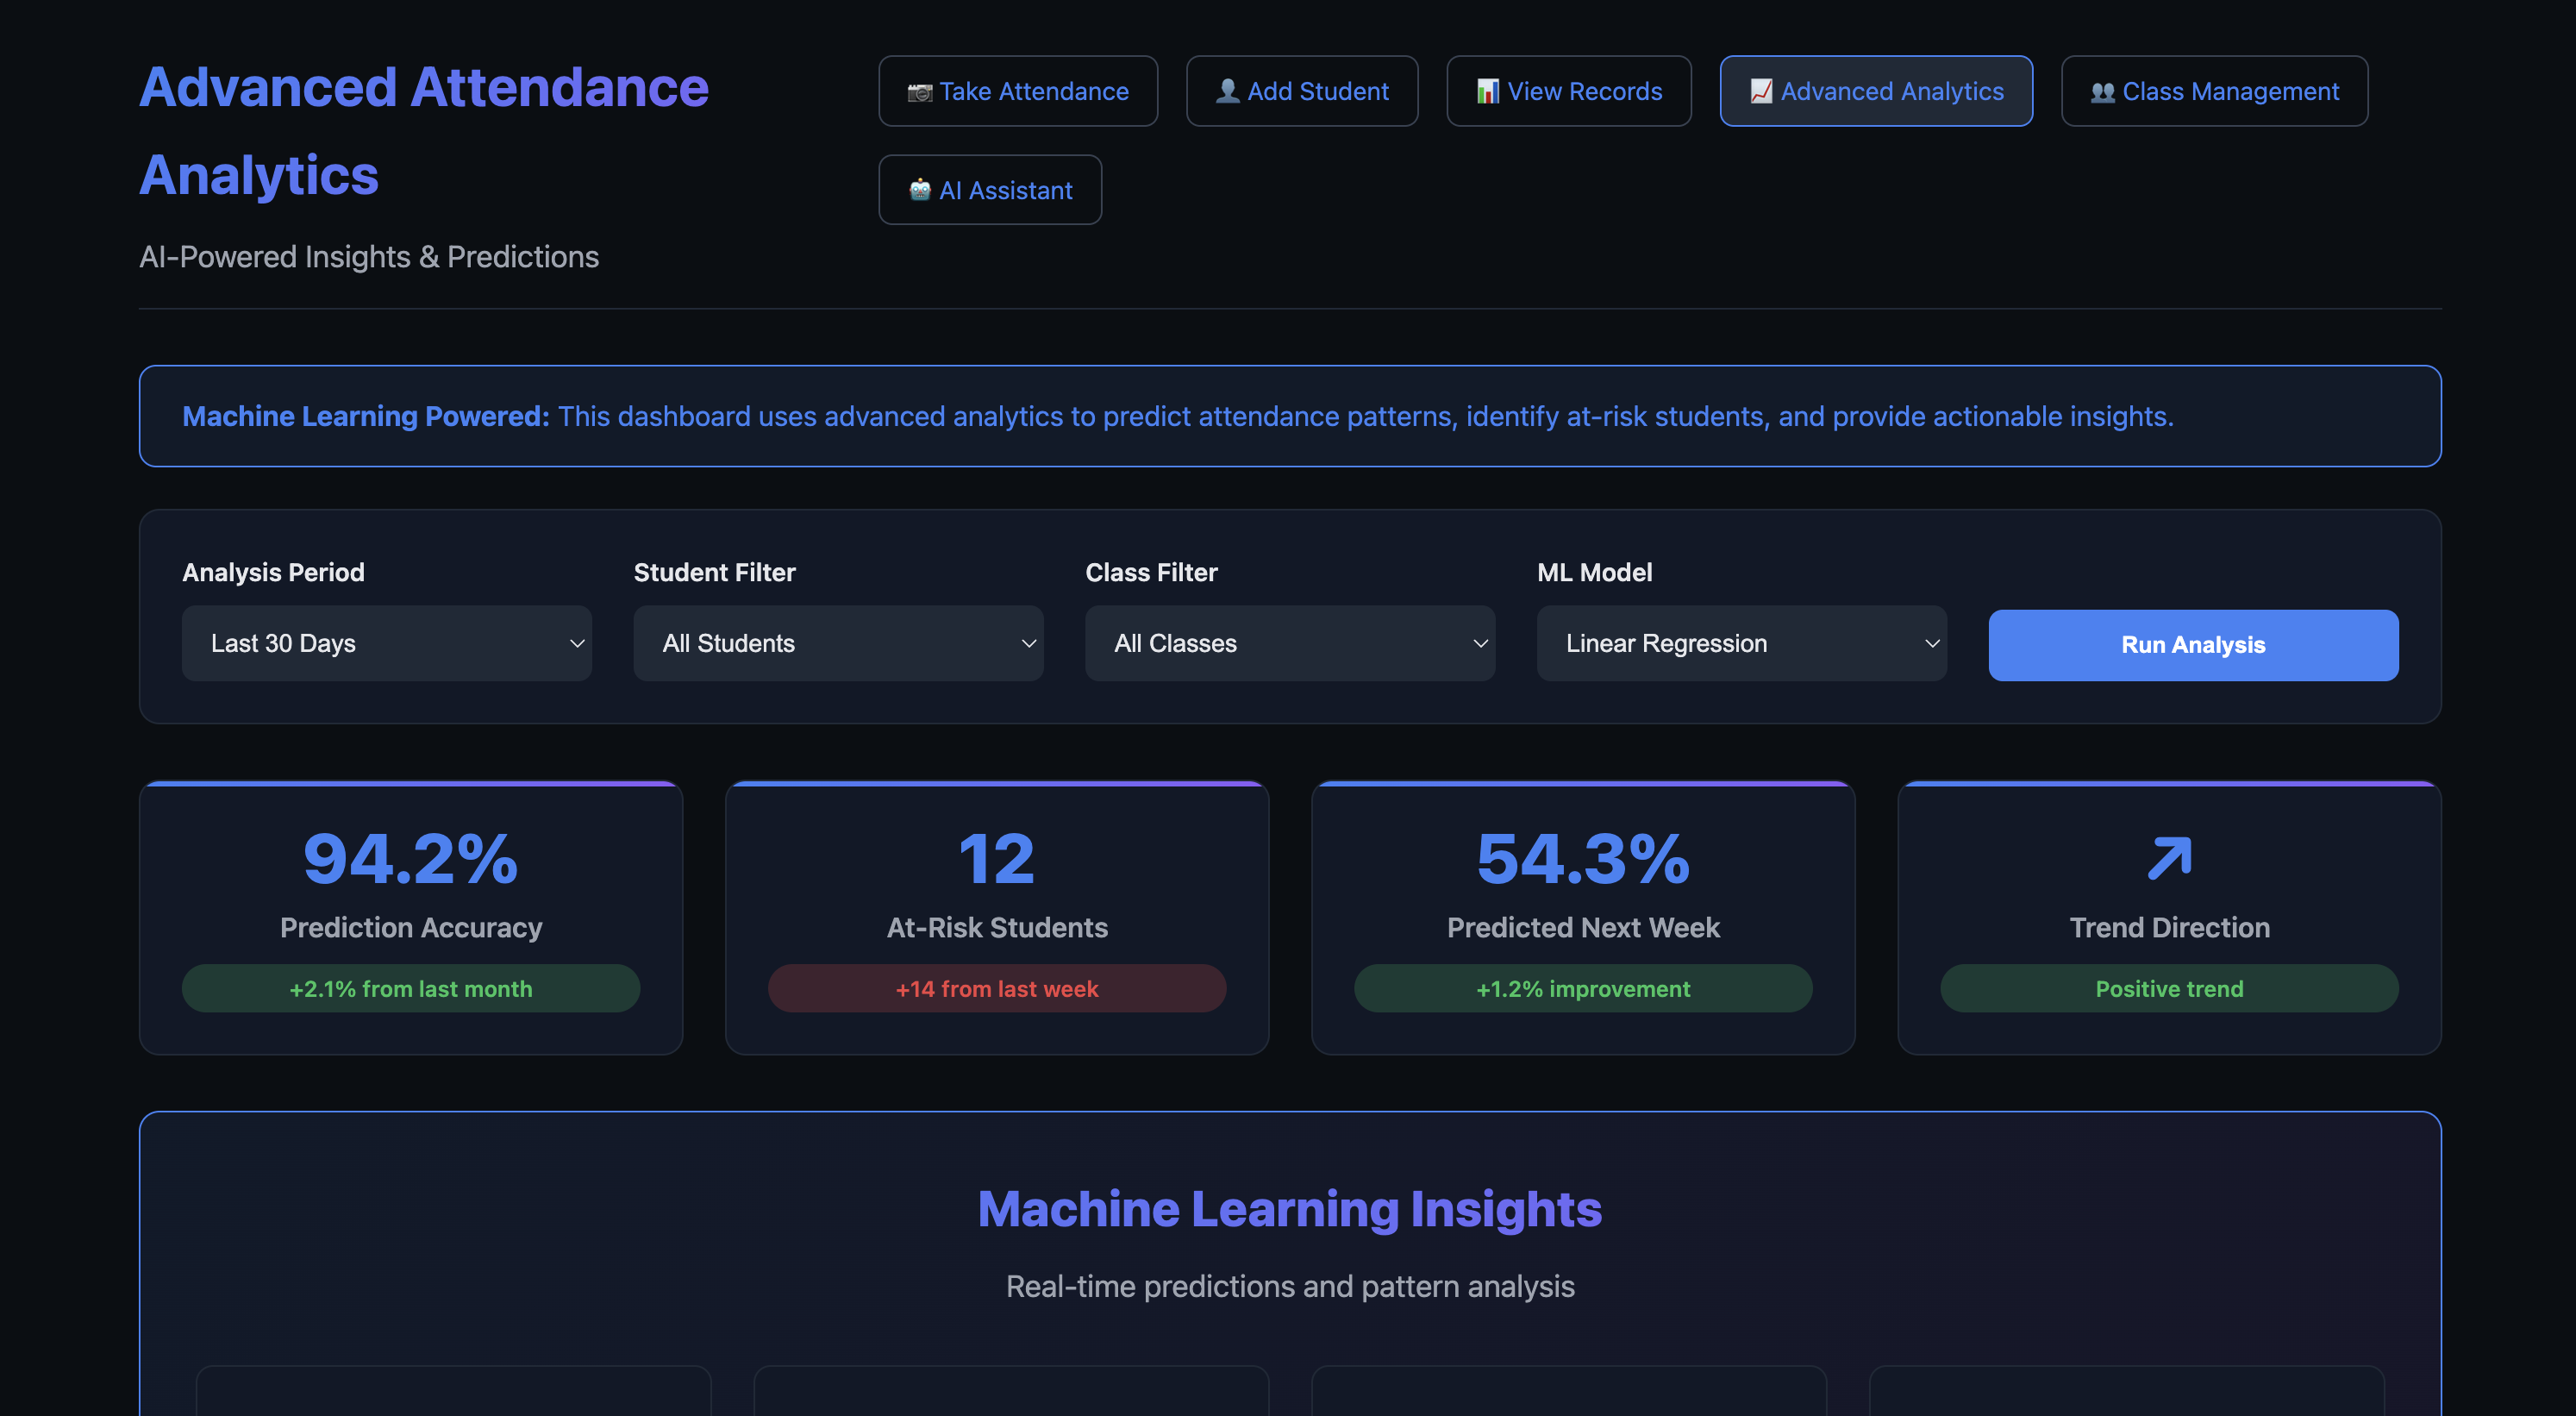 Advanced Attendance
Analytics
AI-Powered Insights & Predictions
Take Attendance
Add Student
View Records
Advanced Analytics
Class Management
AI Assistant
Machine Learning Powered: This dashboard uses advanced analytics to predict attendance patterns, identify at-risk students, and provide actionable insights.
Analysis Period
Last 30 Days
Student Filter
All Students
Class Filter
All Classes
ML Model
Linear Regression
Run Analysis
94.2%
Prediction Accuracy
+2.1% from last month
12
At-Risk Students
+14 from last week
54.3%
Predicted Next Week
+1.2% improvement
Trend Direction
Positive trend
Machine Learning Insights
Real-time predictions and pattern analysis